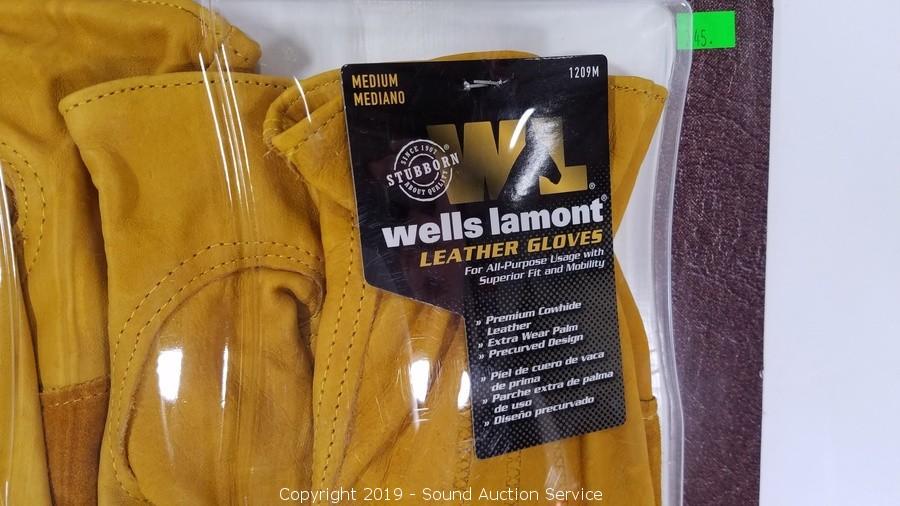 45.
MEDIUM
MEDIANO
1209M
SINCE 1907
STUBBORN
ABOUT QUALITY
WL
wells lamont
LEATHER GLOVES
For All-Purpose Usage with
Superior Fit and Mobility
» Premium Cowhide
Leather
» Extra Wear Palm
» Precurved Design
» Piel de cuero de vaca
de prima
» Parche extra de palma
de uso
» Diseño precurvado
Copyright 2019 - Sound Auction Service